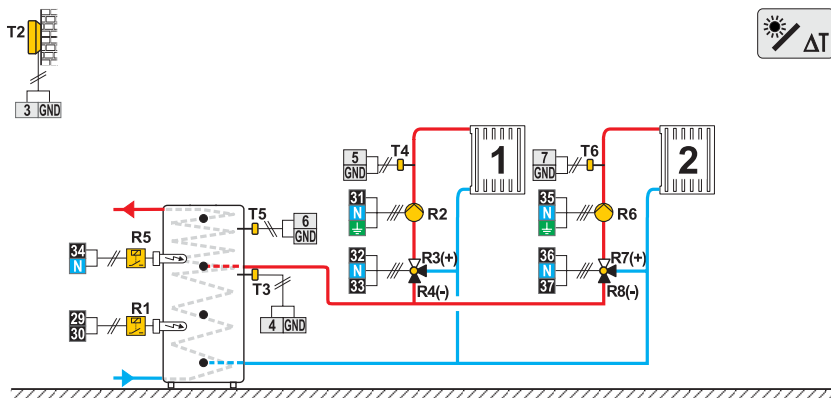 T2
ΔT
3 GND
5
GND
T4
1
7
GND
T6
2
31
N
R2
35
N
R6
T5
6
GND
34
N
R5
32
N
33
R3(+)
R4(-)
36
N
37
R7(+)
R8(-)
T3
29
30
R1
4 GND